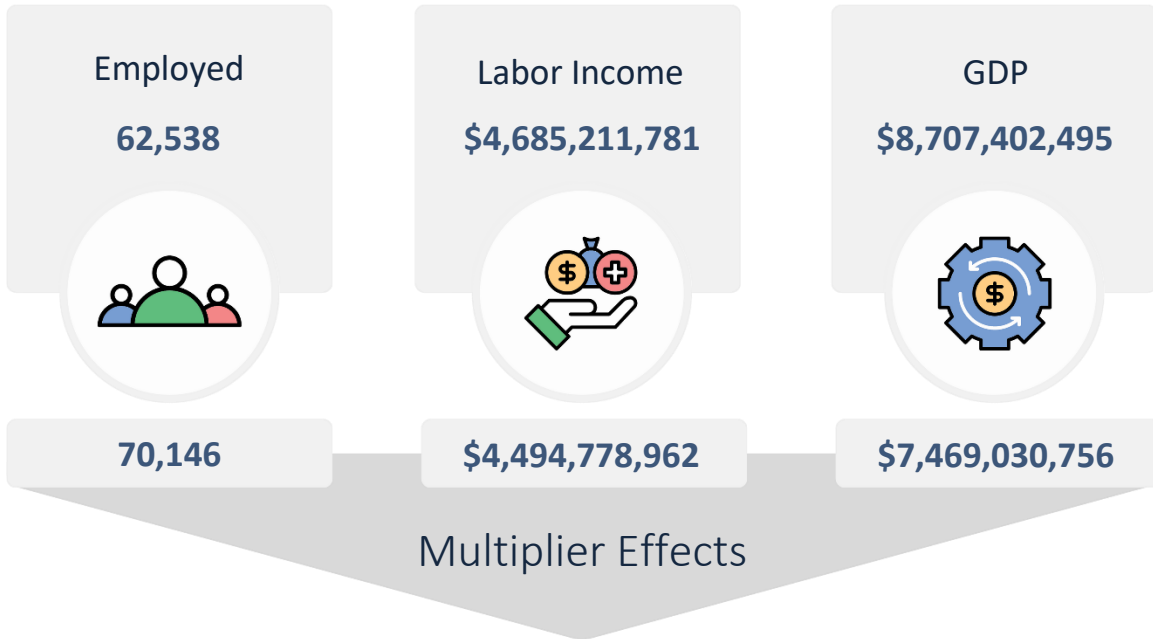 Employed
62,538
Labor Income
$4,685,211,781
GDP
$8,707,402,495
$
$
70,146
$4,494,778,962
$7,469,030,756
Multiplier Effects